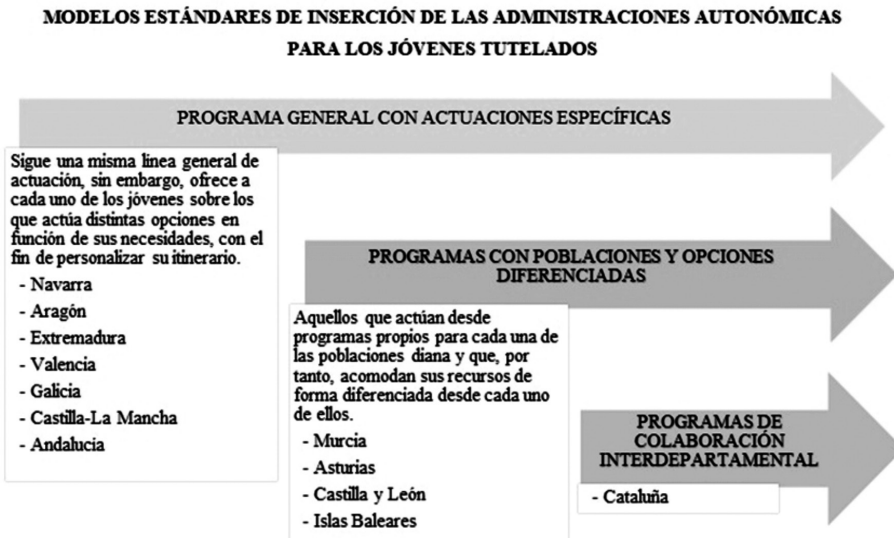 MODELOS ESTÁNDARES DE INSERCIÓN DE LAS ADMINISTRACIONES AUTONÓMICAS
PARA LOS JÓVENES TUTELADOS
PROGRAMA GENERAL CON ACTUACIONES ESPECÍFICAS
Sigue una misma línea general de
actuación, sin embargo, ofrece a
cada uno de los jóvenes sobre los
que actúa distintas opciones en
función de sus necesidades, con el
fin de personalizar su itinerario.
- Navarra
- Aragón
- Extremadura
- Valencia
- Galicia
- Castilla-La Mancha
- Andalucía
PROGRAMAS CON POBLACIONES Y OPCIONES
DIFERENCIADAS
Aquellos que actúan desde
programas propios para cada una de
las poblaciones diana y que, por
tanto, acomodan sus recursos de
forma diferenciada desde cada uno
de ellos.
- Murcia
- Asturias
- Castilla y León
- Islas Baleares
PROGRAMAS DE
COLABORACIÓN
INTERDEPARTAMENTAL
- Cataluña